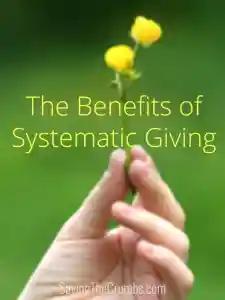 The Benefits of
Systematic Giving
SavingTheCrumbs.com